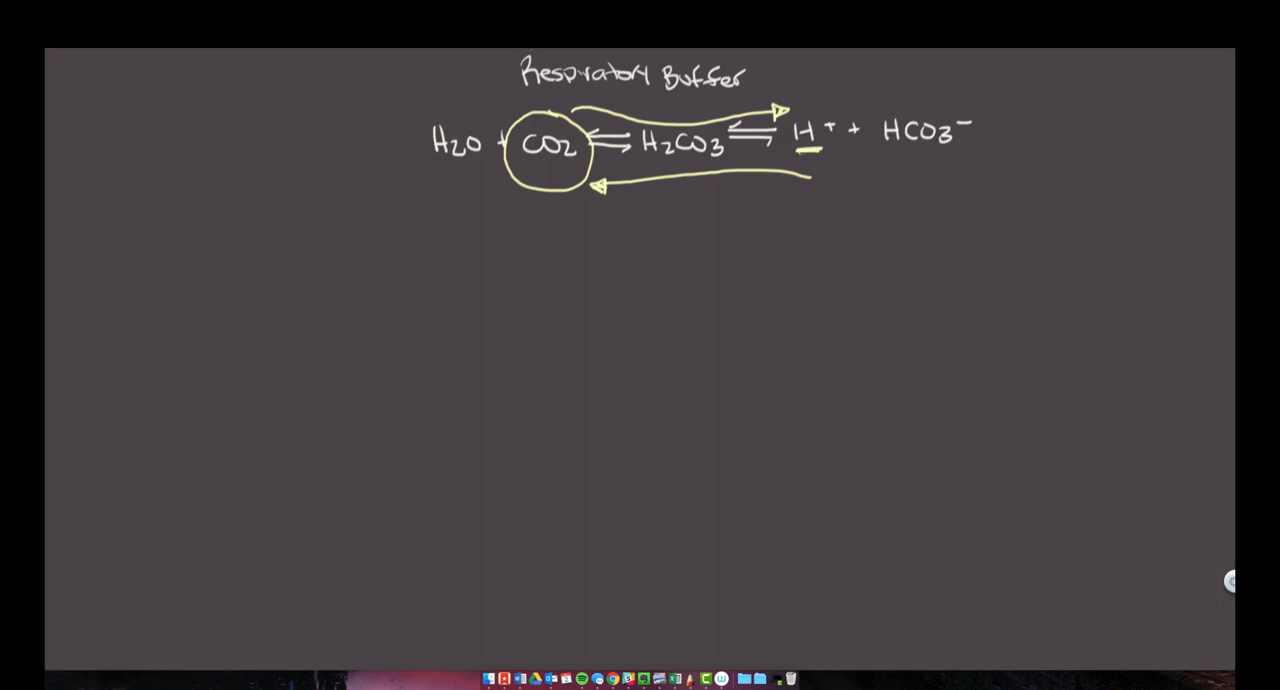 Respiratory Buffer
H2O + CO2 ⇌ H2CO3 ⇌ H+ + HCO3−